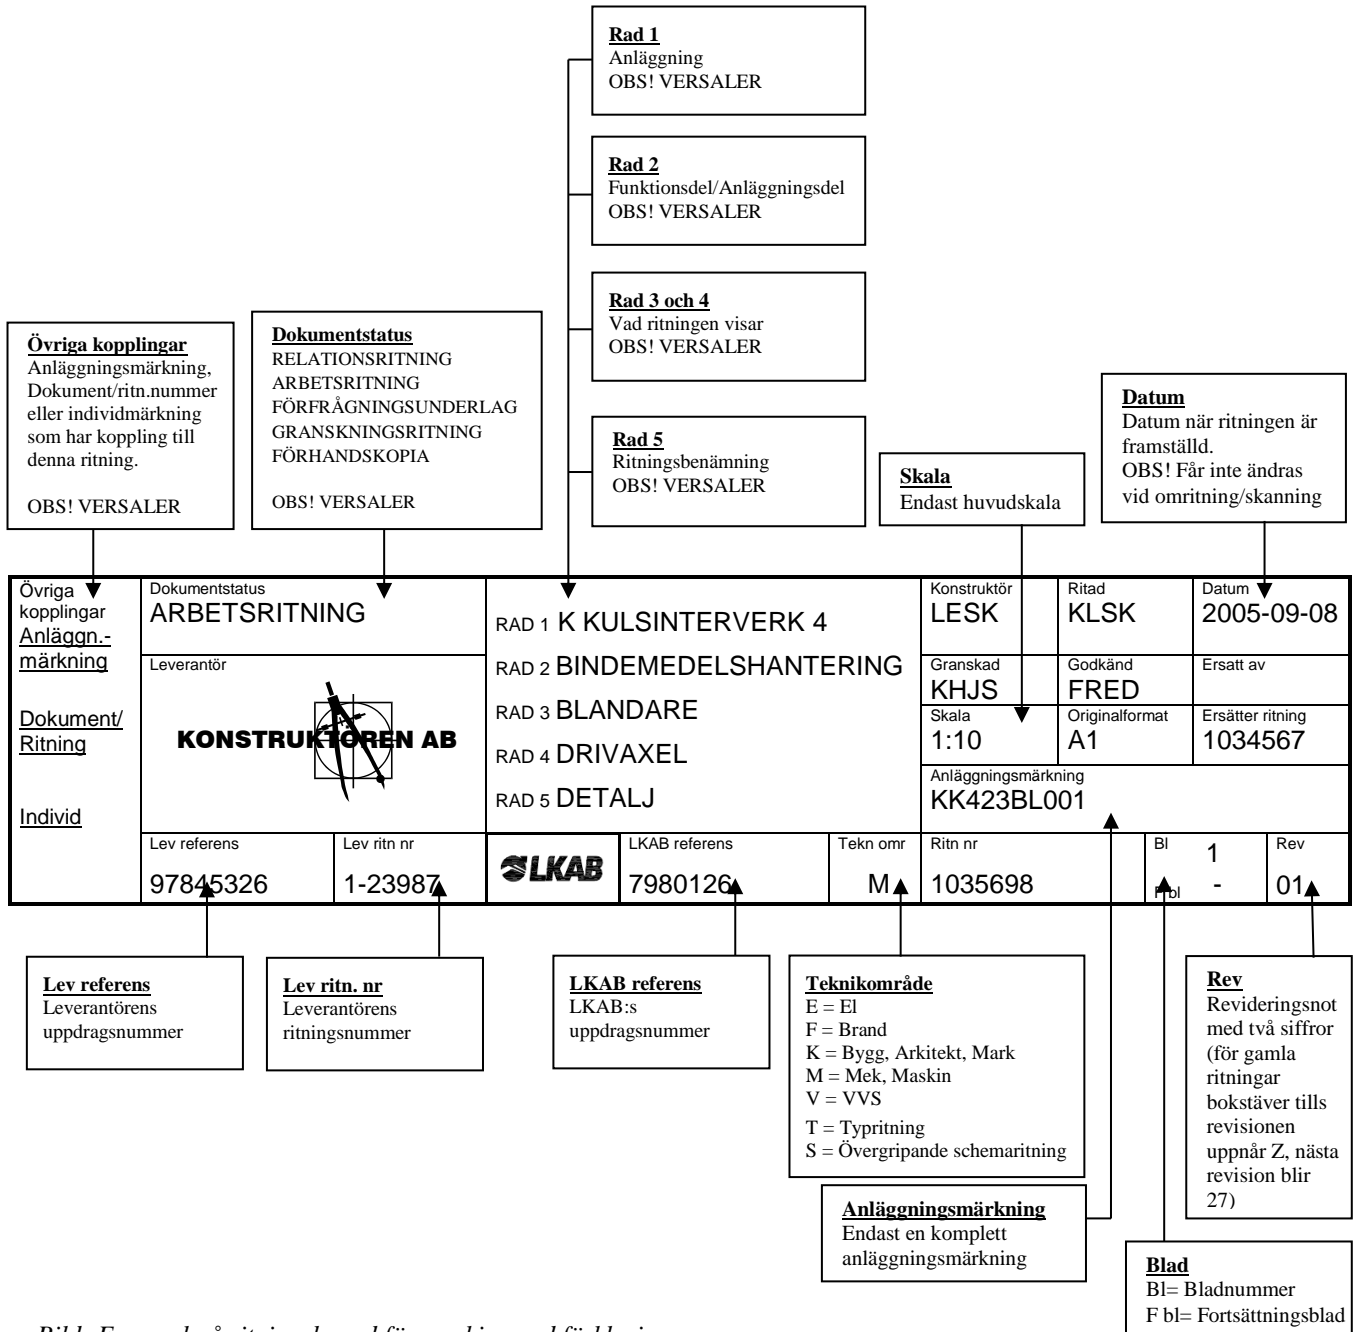 Rad 1
Anläggning
OBS! VERSALER
Rad 2
Funktionsdel/Anläggningsdel
OBS! VERSALER
Rad 3 och 4
Vad ritningen visar
OBS! VERSALER
Rad 5
Ritningsbenämning
OBS! VERSALER
Övriga kopplingar
Anläggningsmärkning,
Dokument/ritn.nummer
eller individmärkning
som har koppling till
denna ritning.
OBS! VERSALER
Dokumentstatus
RELATIONSRITNING
ARBETSRITNING
FÖRFRÅGNINGSUNDERLAG
GRANSKNINGSRITNING
FÖRHANDSKOPIA
OBS! VERSALER
Skala
Endast huvudskala
Datum
Datum när ritningen är
framställd.
OBS! Får inte ändras
vid omritning/skanning
Övriga
kopplingar
Anläggn.-
märkning
Dokument/
Ritning
Individ
Dokumentstatus
ARBETSRITNING
Leverantör
KONSTRUKTÖREN AB
Lev referens
97845326
Lev ritn nr
1-23987
RAD 1 K KULSINTERVERK 4
RAD 2 BINDEMEDELSHANTERING
RAD 3 BLANDARE
RAD 4 DRIVAXEL
RAD 5 DETALJ
LKAB
LKAB referens
7980126
Tekn omr
M
Konstruktör
LESK
Ritad
KLSK
Datum
2005-09-08
Granskad
KHJS
Godkänd
FRED
Ersatt av
Skala
1:10
Originalformat
A1
Ersätter ritning
1034567
Anläggningsmärkning
KK423BL001
Ritn nr
1035698
Bl 1
F bl -
Rev
01
Lev referens
Leverantörens
uppdragsnummer
Lev ritn. nr
Leverantörens
ritningsnummer
LKAB referens
LKAB:s
uppdragsnummer
Teknikområde
E = El
F = Brand
K = Bygg, Arkitekt, Mark
M = Mek, Maskin
V = VVS
T = Typritning
S = Övergripande schemaritning
Rev
Revideringsnot
med två siffror
(för gamla
ritningar
bokstäver tills
revisionen
uppnår Z, nästa
revision blir
27)
Anläggningsmärkning
Endast en komplett
anläggningsmärkning
Blad
Bl= Bladnummer
F bl= Fortsättningsblad